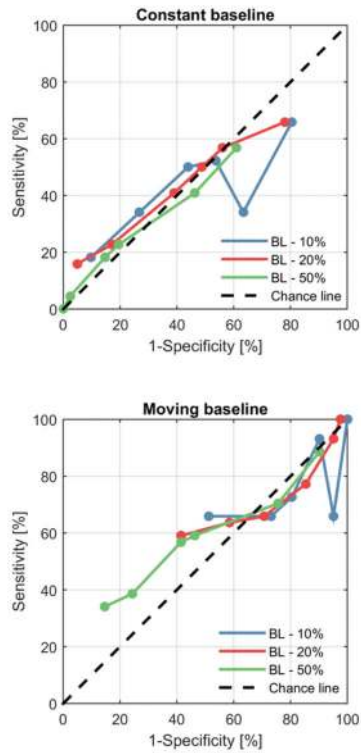 Constant baseline
100
80
60
40
20
0
Sensitivity [%]
BL - 10%
BL - 20%
BL - 50%
Chance line
0 20 40 60 80 100
1-Specificity [%]
Moving baseline
100
80
60
40
20
0
Sensitivity [%]
BL - 10%
BL - 20%
BL - 50%
Chance line
0 20 40 60 80 100
1-Specificity [%]